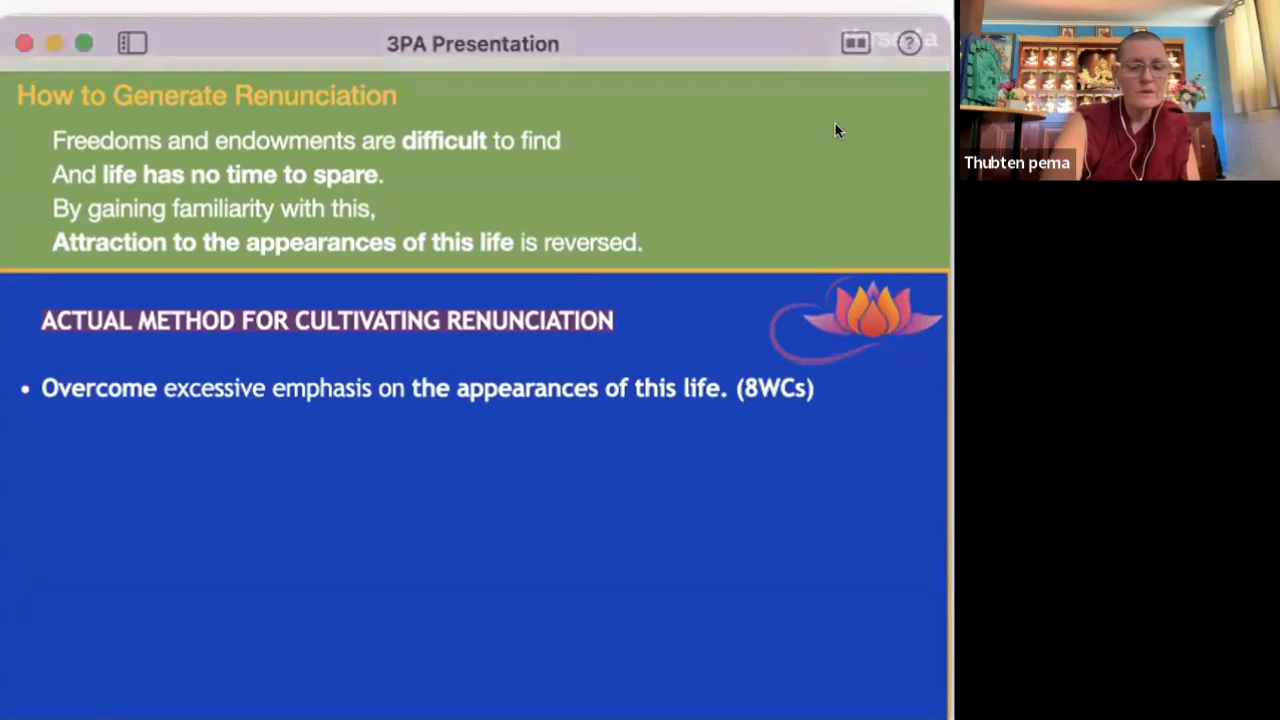 3PA Presentation
?
How to Generate Renunciation
Freedoms and endowments are difficult to find
And life has no time to spare.
By gaining familiarity with this,
Attraction to the appearances of this life is reversed.
ACTUAL METHOD FOR CULTIVATING RENUNCIATION
• Overcome excessive emphasis on the appearances of this life. (8WCs)
Thubten pema